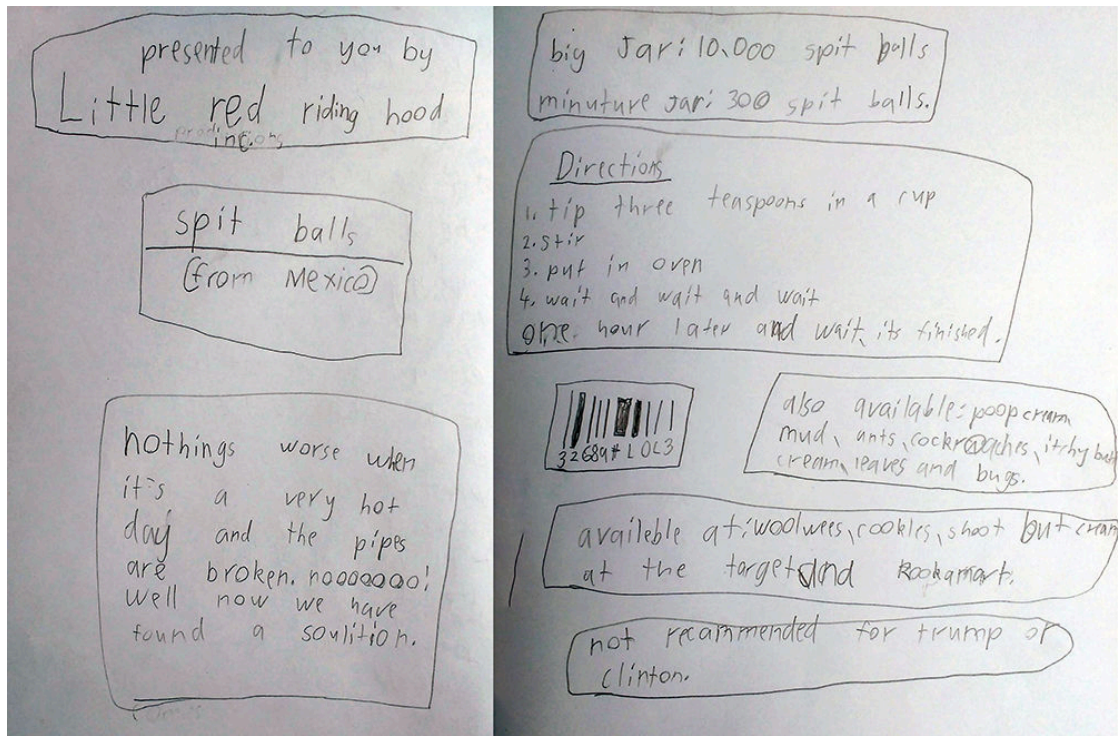 presented to you by
Little red riding hood
productions
inc.
spit balls
(from Mexico)
nothings worse when
it's a very hot
day and the pipes
are broken. nooooooo!
well now we have
found a soulition.
big Jar: 10,000 spit balls
minuture Jar: 300 spit balls.
Directions
1. tip three teaspoons in a cup
2. stir
3. put in oven
4. wait and wait and wait
one hour later and wait, its finished.
32689#LOL3
also available: poop cream,
mud, ants, cockroaches, itchy butt
cream, leaves and bugs.
availeble at: woolwees, cookles, shoot but cream
at the target and kookamart.
not recammended for trump or
clinton.